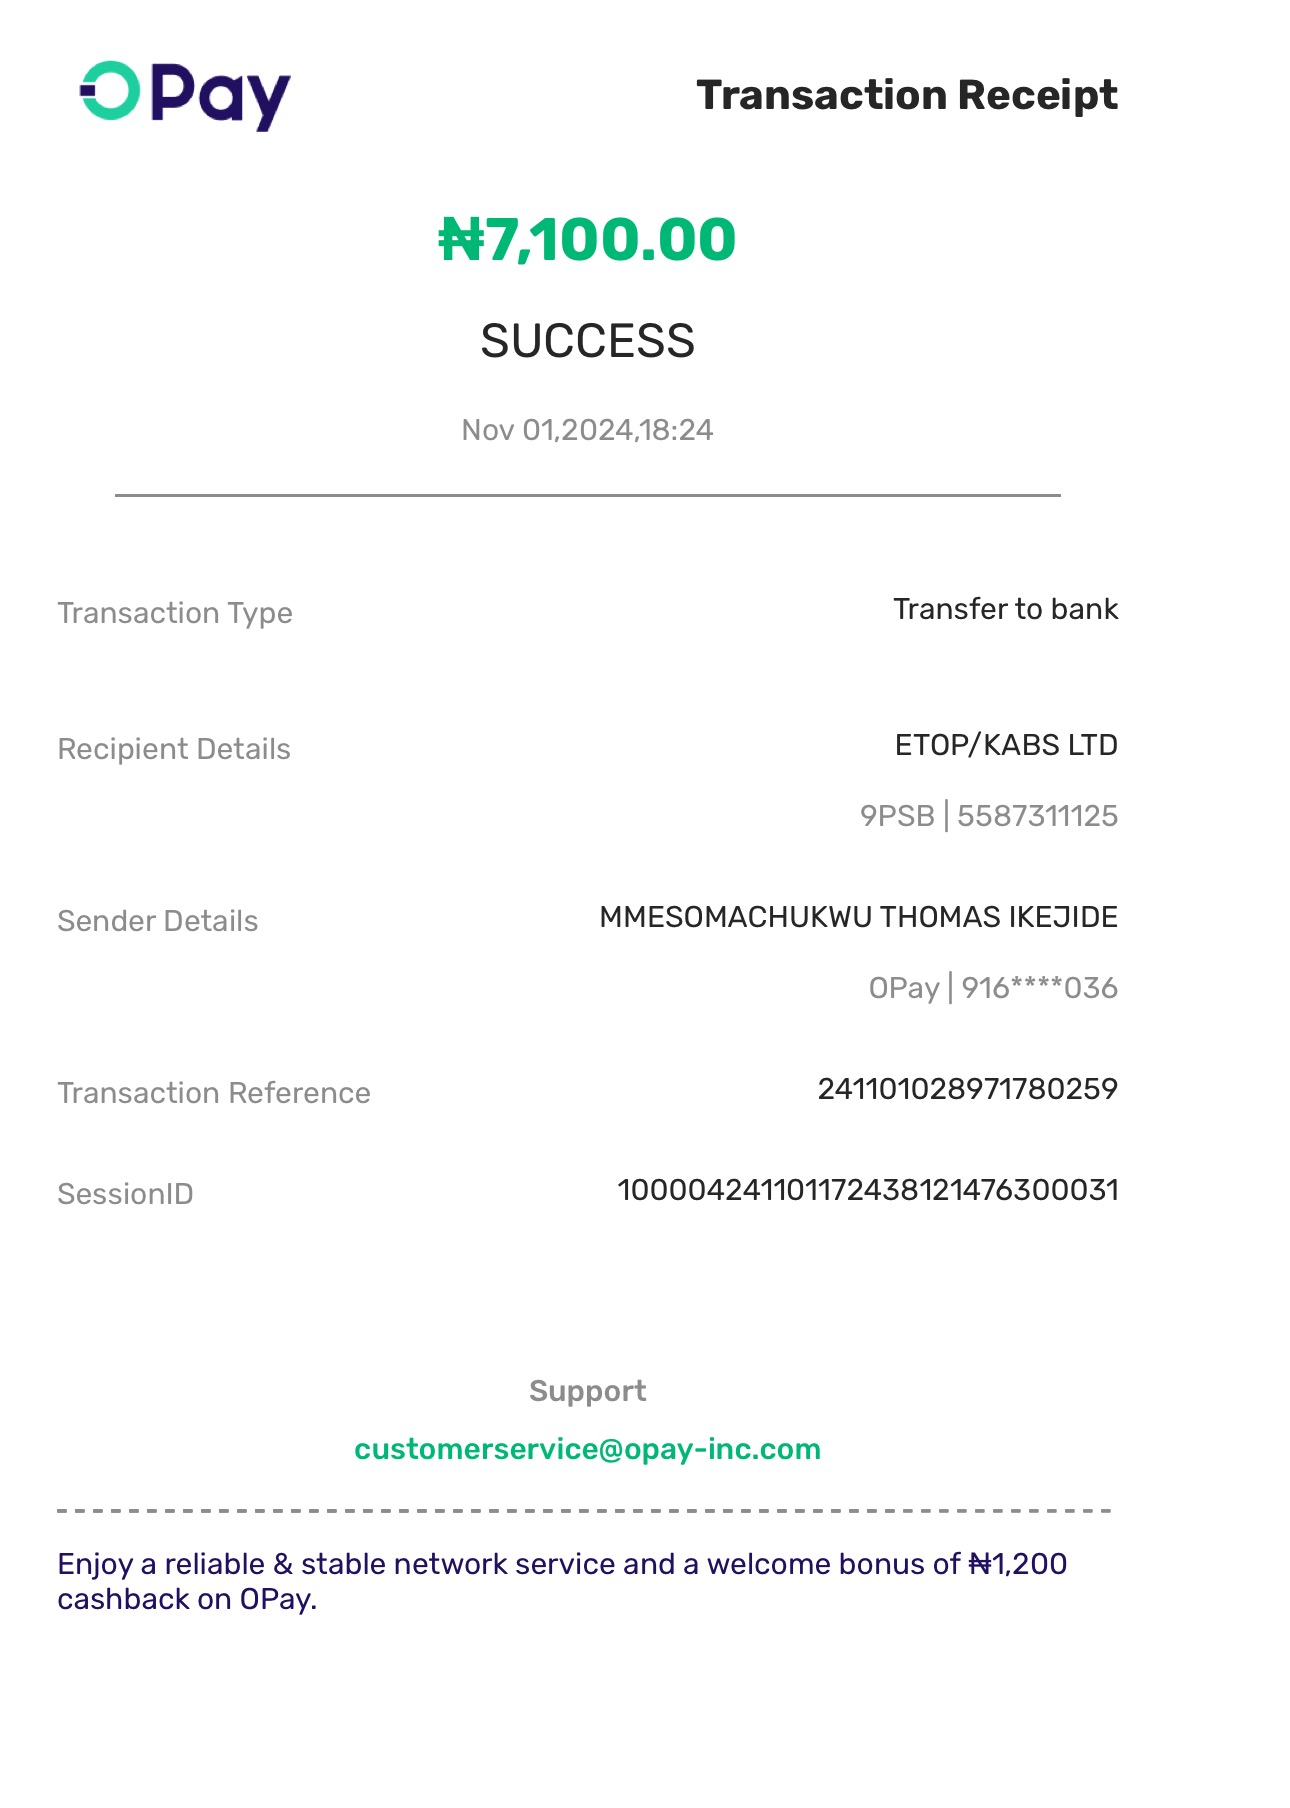 OPay
Transaction Receipt
₦7,100.00
SUCCESS
Nov 01,2024,18:24
Transaction Type
Transfer to bank
Recipient Details
ETOP/KABS LTD
9PSB | 5587311125
Sender Details
MMESOMACHUKWU THOMAS IKEJIDE
OPay | 916****036
Transaction Reference
241101028971780259
SessionID
100004241101172438121476300031
Support
customerservice@opay-inc.com
Enjoy a reliable & stable network service and a welcome bonus of ₦1,200
cashback on OPay.